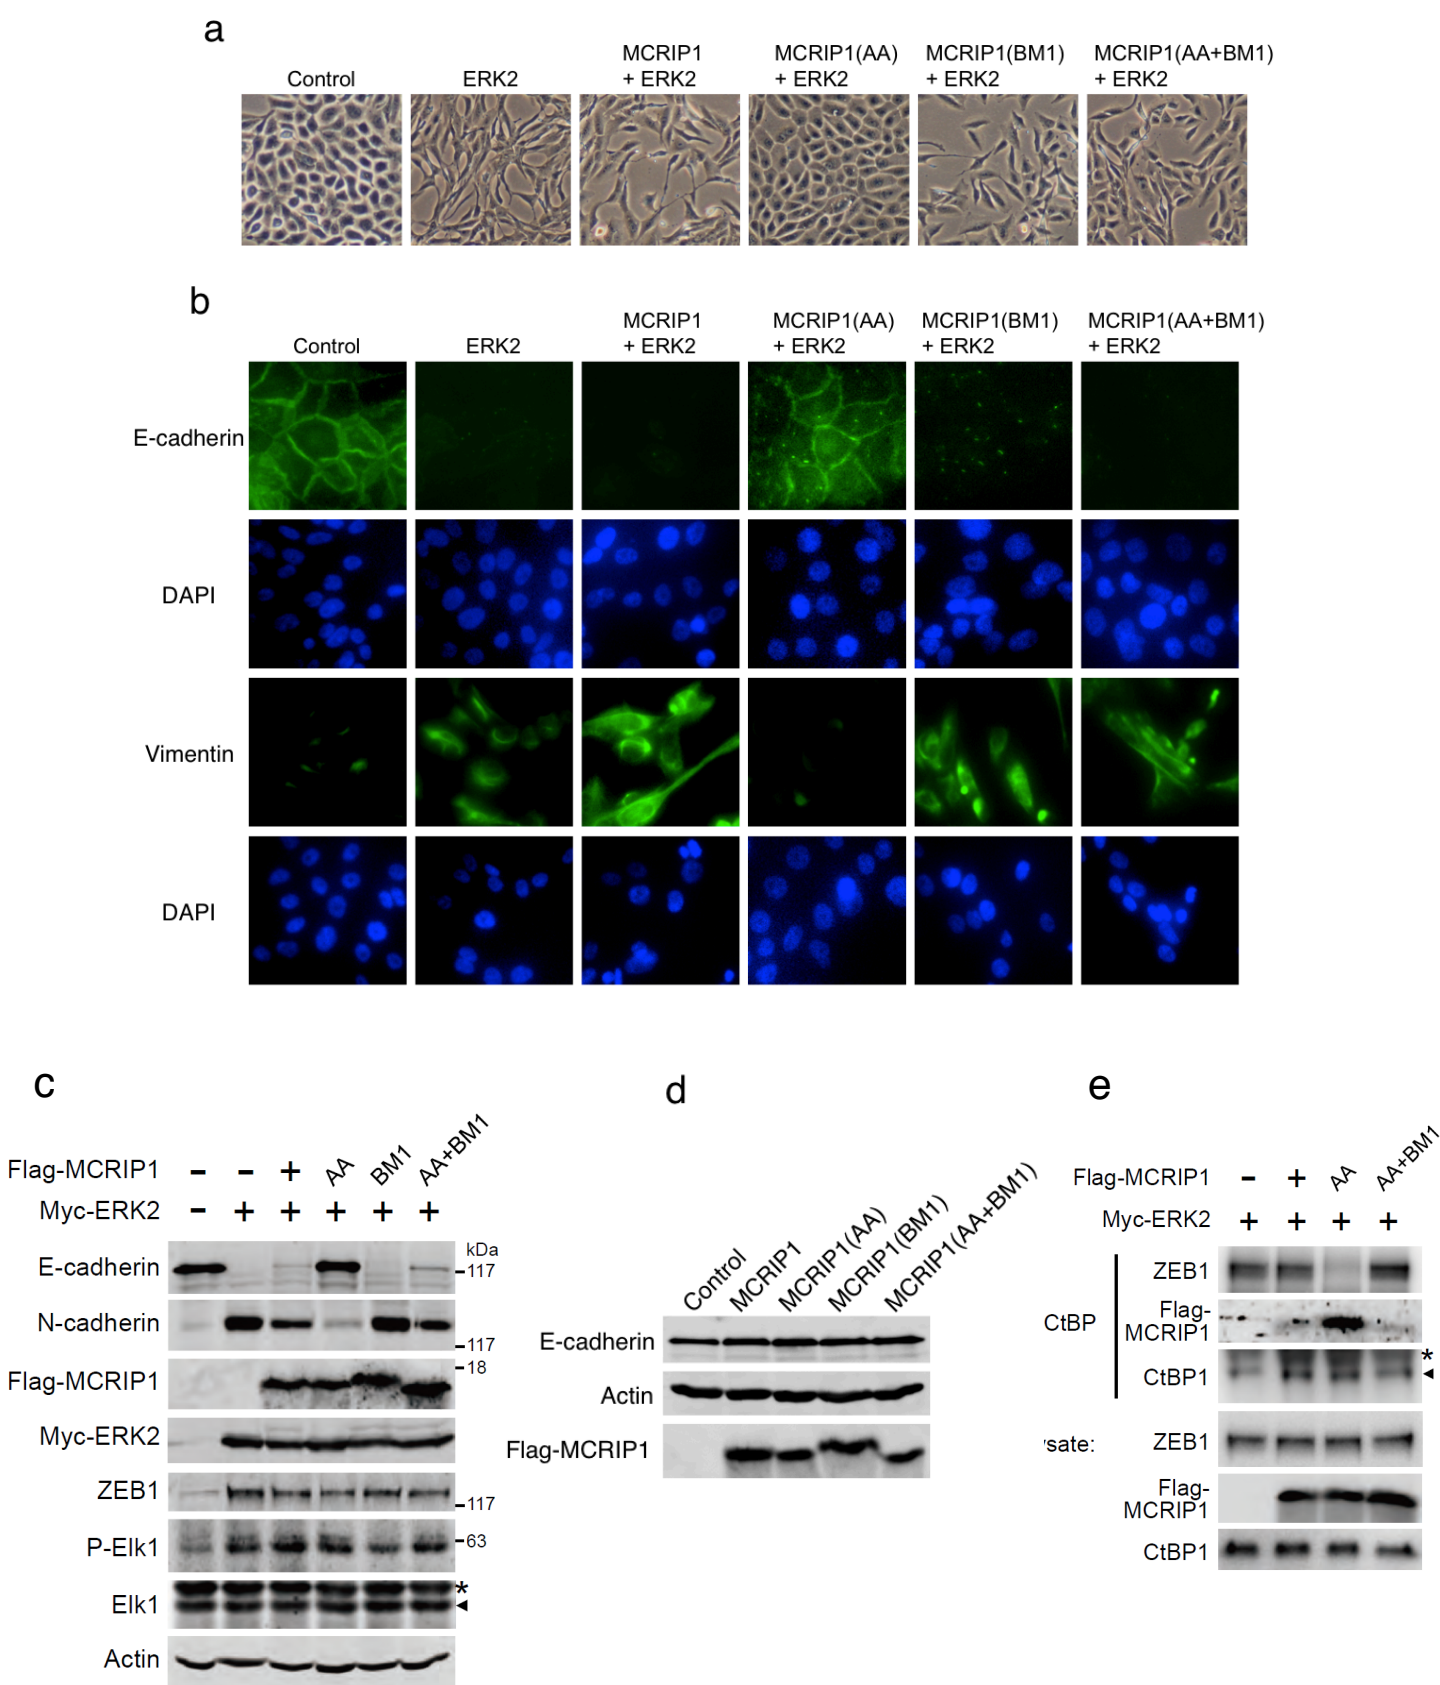 a
Control
ERK2
MCRIP1
+ ERK2
MCRIP1(AA)
+ ERK2
MCRIP1(BM1)
+ ERK2
MCRIP1(AA+BM1)
+ ERK2
b
Control
ERK2
MCRIP1
+ ERK2
MCRIP1(AA)
+ ERK2
MCRIP1(BM1)
+ ERK2
MCRIP1(AA+BM1)
+ ERK2
E-cadherin
DAPI
Vimentin
DAPI
c
Flag-MCRIP1 - - + AA BM1 AA+BM1
Myc-ERK2 - + + + + +
kDa
E-cadherin 117
N-cadherin 117
Flag-MCRIP1 18
Myc-ERK2
ZEB1 117
P-Elk1 63
Elk1 * ◄
Actin
d
Control
MCRIP1
MCRIP1(AA)
MCRIP1(BM1)
MCRIP1(AA+BM1)
E-cadherin
Actin
Flag-MCRIP1
e
Flag-MCRIP1 - + AA AA+BM1
Myc-ERK2 + + + +
CtBP
ZEB1
Flag-
MCRIP1
CtBP1 * ◄
ysate:
ZEB1
Flag-
MCRIP1
CtBP1